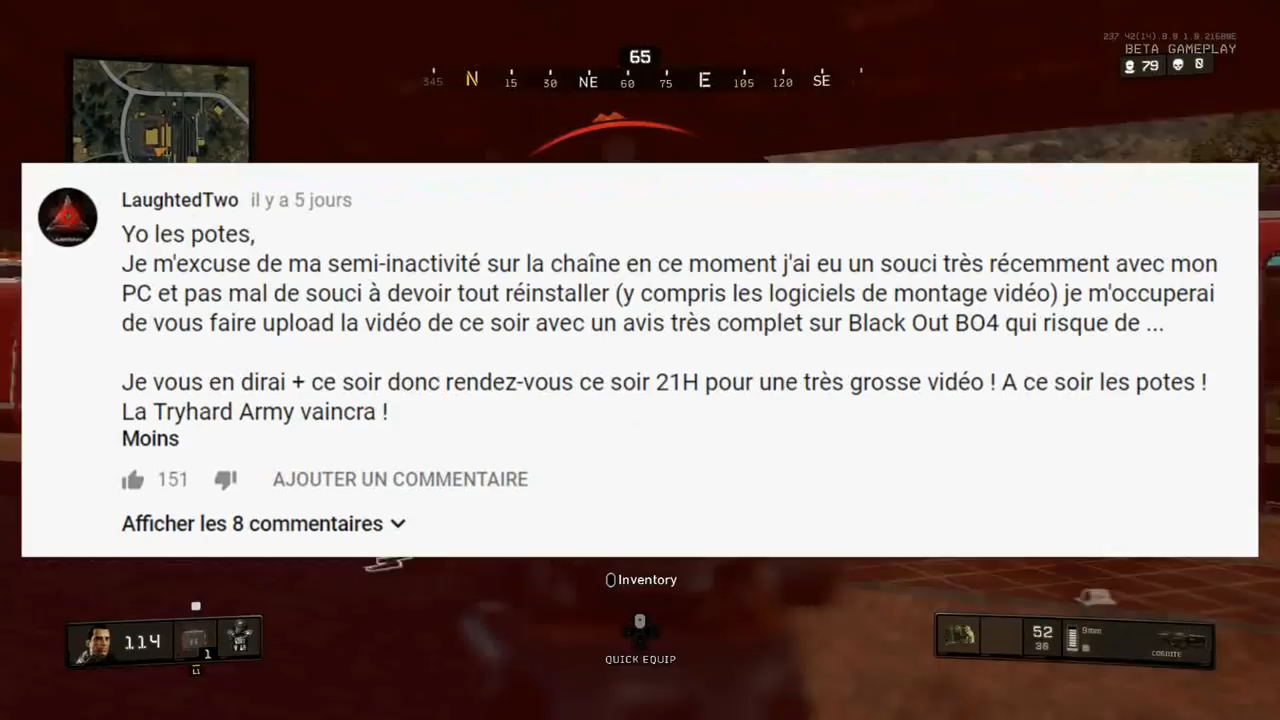 65
345 N 15 30 NE 60 75 E 105 120 SE
BETA GAMEPLAY
79 0
LaughtedTwo il y a 5 jours
Yo les potes,
Je m'excuse de ma semi-inactivité sur la chaîne en ce moment j'ai eu un souci très récemment avec mon
PC et pas mal de souci à devoir tout réinstaller (y compris les logiciels de montage vidéo) je m'occuperai
de vous faire upload la vidéo de ce soir avec un avis très complet sur Black Out BO4 qui risque de ...
Je vous en dirai + ce soir donc rendez-vous ce soir 21H pour une très grosse vidéo ! A ce soir les potes !
La Tryhard Army vaincra !
Moins
151 AJOUTER UN COMMENTAIRE
Afficher les 8 commentaires
Inventory
114 1
L1
QUICK EQUIP
52
36
9mm
CORDITE